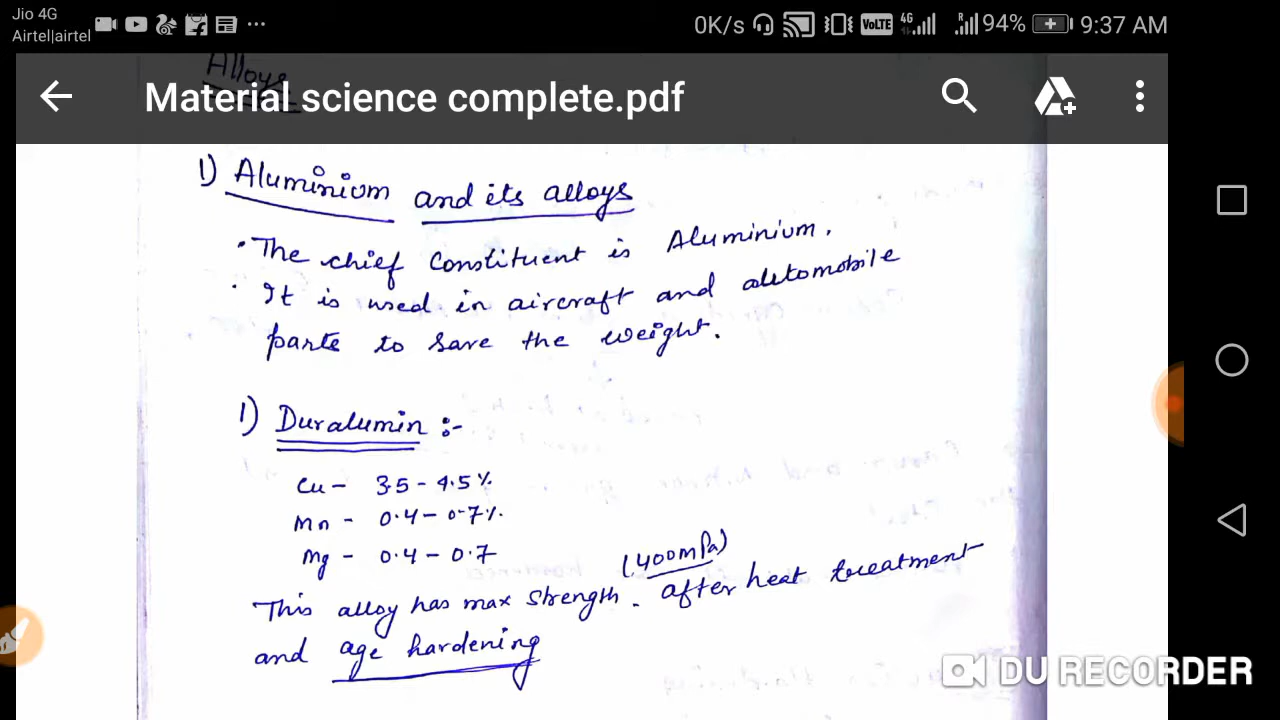 Jio 4G
Airtel|airtel
0K/s
VoLTE
4G
R
94%
9:37 AM
Alloys
Material science complete.pdf
1) Aluminium and its alloys
• The chief constituent is Aluminium.
• It is used in aircraft and automobile
parts to save the weight.
1) Duralumin :-
Cu - 3.5 - 4.5 %
Mn - 0.4 - 0.7 %.
Mg - 0.4 - 0.7
(400mPa)
This alloy has max strength . after heat treatment
and age hardening
DU RECORDER